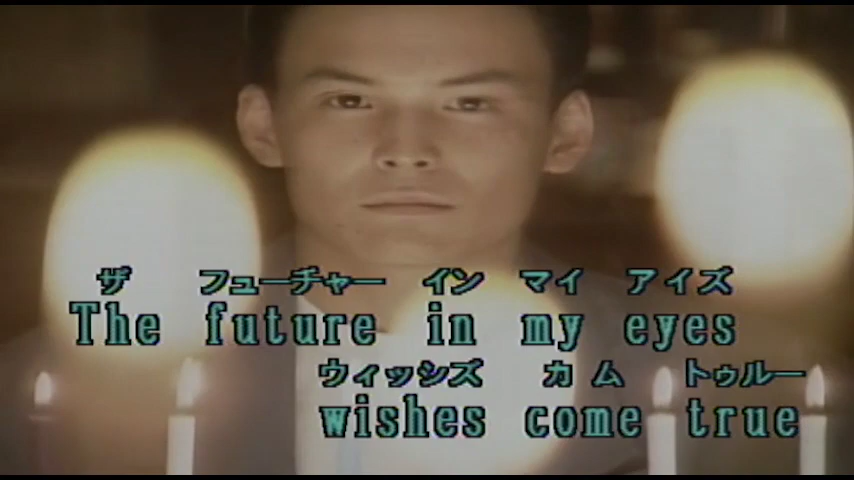 ザ フューチャー イン マイ アイズ
The future in my eyes
ウィッシズ カム トゥルー
wishes come true